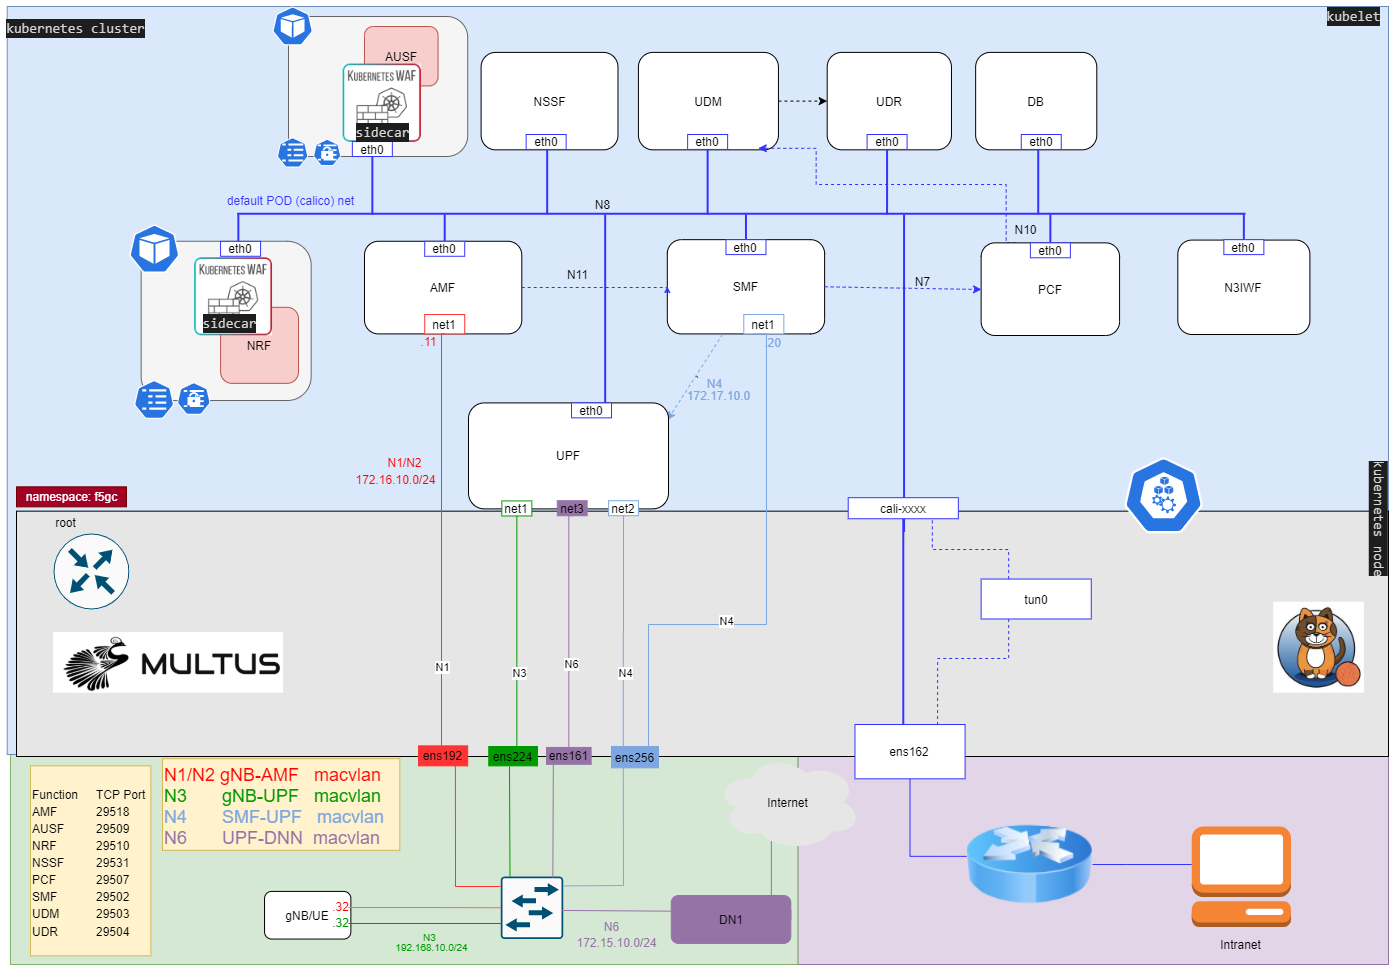 kubernetes cluster
kubelet
AUSF
KUBERNETES WAF
sidecar
eth0
NSSF
eth0
UDM
eth0
UDR
eth0
DB
eth0
default POD (calico) net
N8
N10
eth0
KUBERNETES WAF
sidecar
NRF
eth0
AMF
net1
.11
N11
eth0
SMF
net1
.20
N7
eth0
PCF
eth0
N3IWF
N4
172.17.10.0
eth0
UPF
net1
net3
net2
N1/N2
172.16.10.0/24
namespace: f5gc
root
cali-xxxx
kubernetes node
tun0
MULTUS
N4
N1
N3
N6
N4
ens192
ens224
ens161
ens256
ens162
Function TCP Port
AMF 29518
AUSF 29509
NRF 29510
NSSF 29531
PCF 29507
SMF 29502
UDM 29503
UDR 29504
N1/N2 gNB-AMF macvlan
N3 gNB-UPF macvlan
N4 SMF-UPF macvlan
N6 UPF-DNN macvlan
Internet
gNB/UE
.32
.32
N3
192.168.10.0/24
N6
172.15.10.0/24
DN1
Intranet